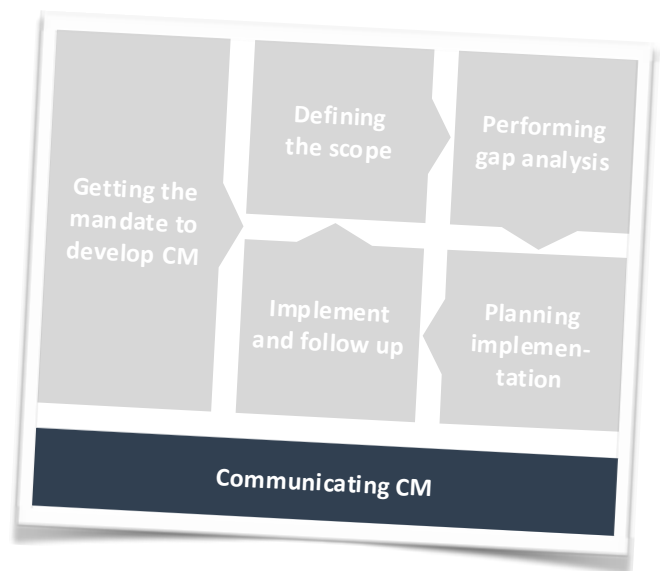 Getting the
mandate to
develop CM
Defining
the scope
Performing
gap analysis
Implement
and follow up
Planning
implemen-
tation
Communicating CM